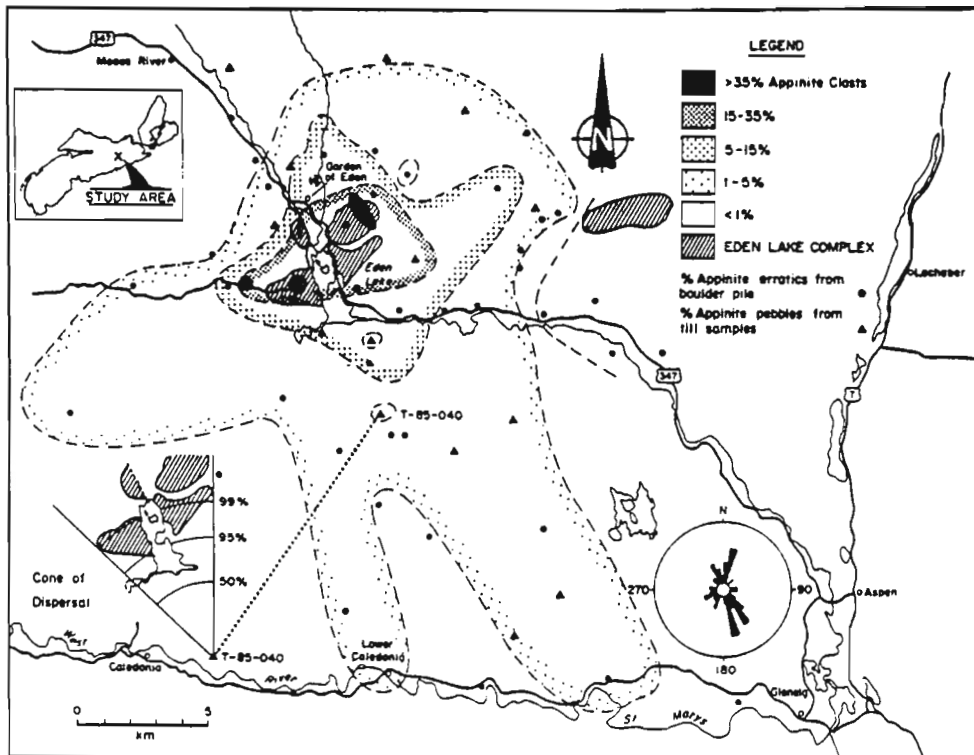 347
Moose River
STUDY AREA
Garden of Eden
Eden Lake
N
LEGEND
>35% Appinite Clasts
15-35%
5-15%
1-5%
<1%
EDEN LAKE COMPLEX
% Appinite erratics from
boulder pile
% Appinite pebbles from
till samples
Lochaber
347
7
T-85-040
99%
95%
50%
Cone of
Dispersal
T-85-040
N
270
90
180
Aspen
West
River
Caledonia
Lower
Caledonia
St Marys
Glenelg
0 5
km